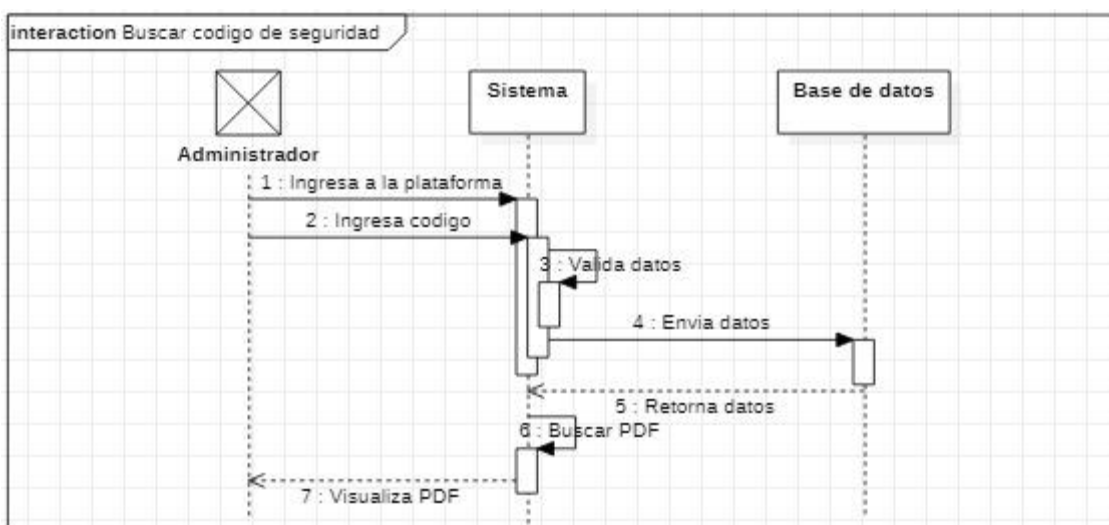 interaction Buscar codigo de seguridad
Sistema
Base de datos
Administrador
1 : Ingresa a la plataforma
2 : Ingresa codigo
3 : Valida datos
4 : Envia datos
5 : Retorna datos
6 : Buscar PDF
7 : Visualiza PDF